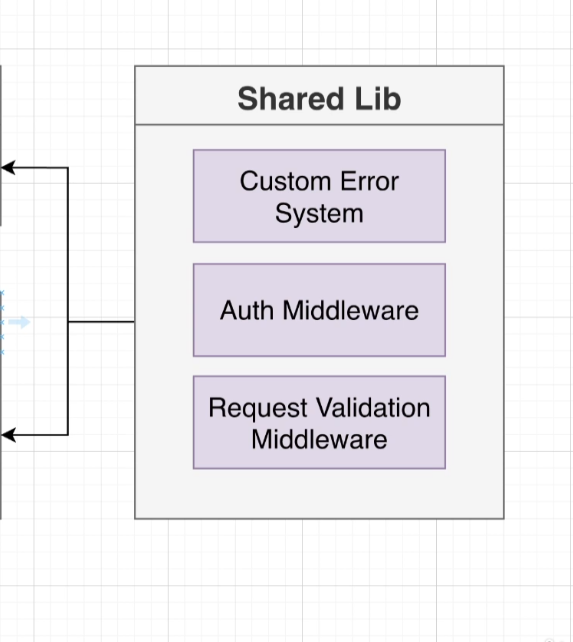 Shared Lib
Custom Error
System
Auth Middleware
Request Validation
Middleware